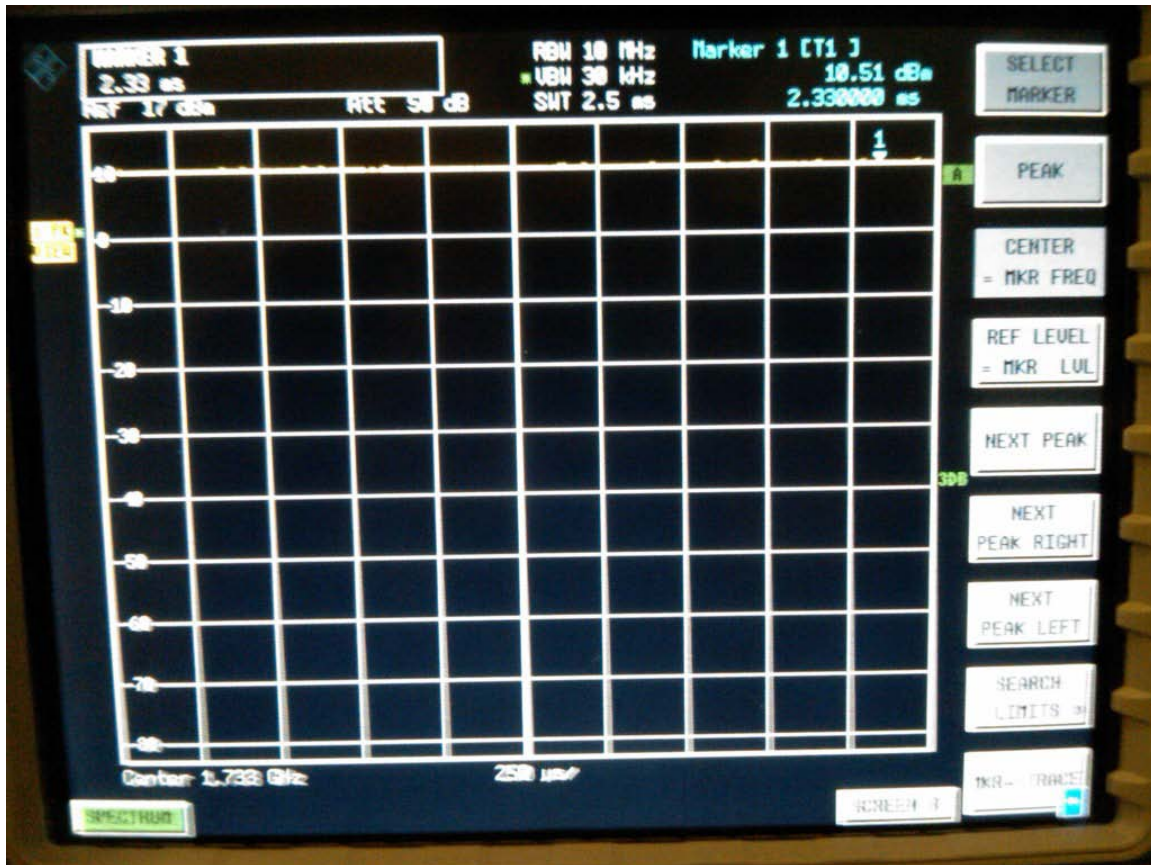 MARKER 1
2.33 ms
Ref 17 dBm
Att 50 dB
RBW 10 MHz
VBW 30 kHz
SWT 2.5 ms
Marker 1 [T1 ]
10.51 dBm
2.330000 ms
1
10
0
-10
-20
-30
-40
-50
-60
-70
-80
A
3DB
Center 1.733 GHz
250 µs/
SPECTRUM
SCREEN B
SELECT
MARKER
PEAK
CENTER
= MKR FREQ
REF LEVEL
= MKR LVL
NEXT PEAK
NEXT
PEAK RIGHT
NEXT
PEAK LEFT
SEARCH
LIMITS